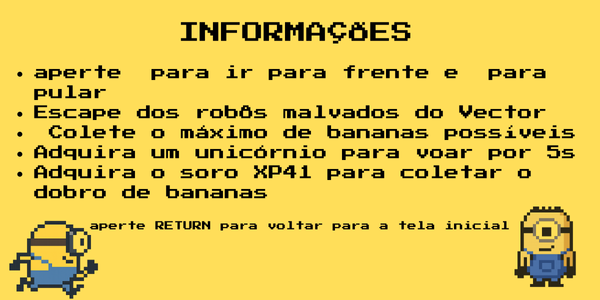 INFORMAÇÕES
• aperte  para ir para frente e  para
pular
• Escape dos robôs malvados do Vector
•  Colete o máximo de bananas possíveis
• Adquira um unicórnio para voar por 5s
• Adquira o soro XP41 para coletar o
dobro de bananas
aperte RETURN para voltar para a tela inicial